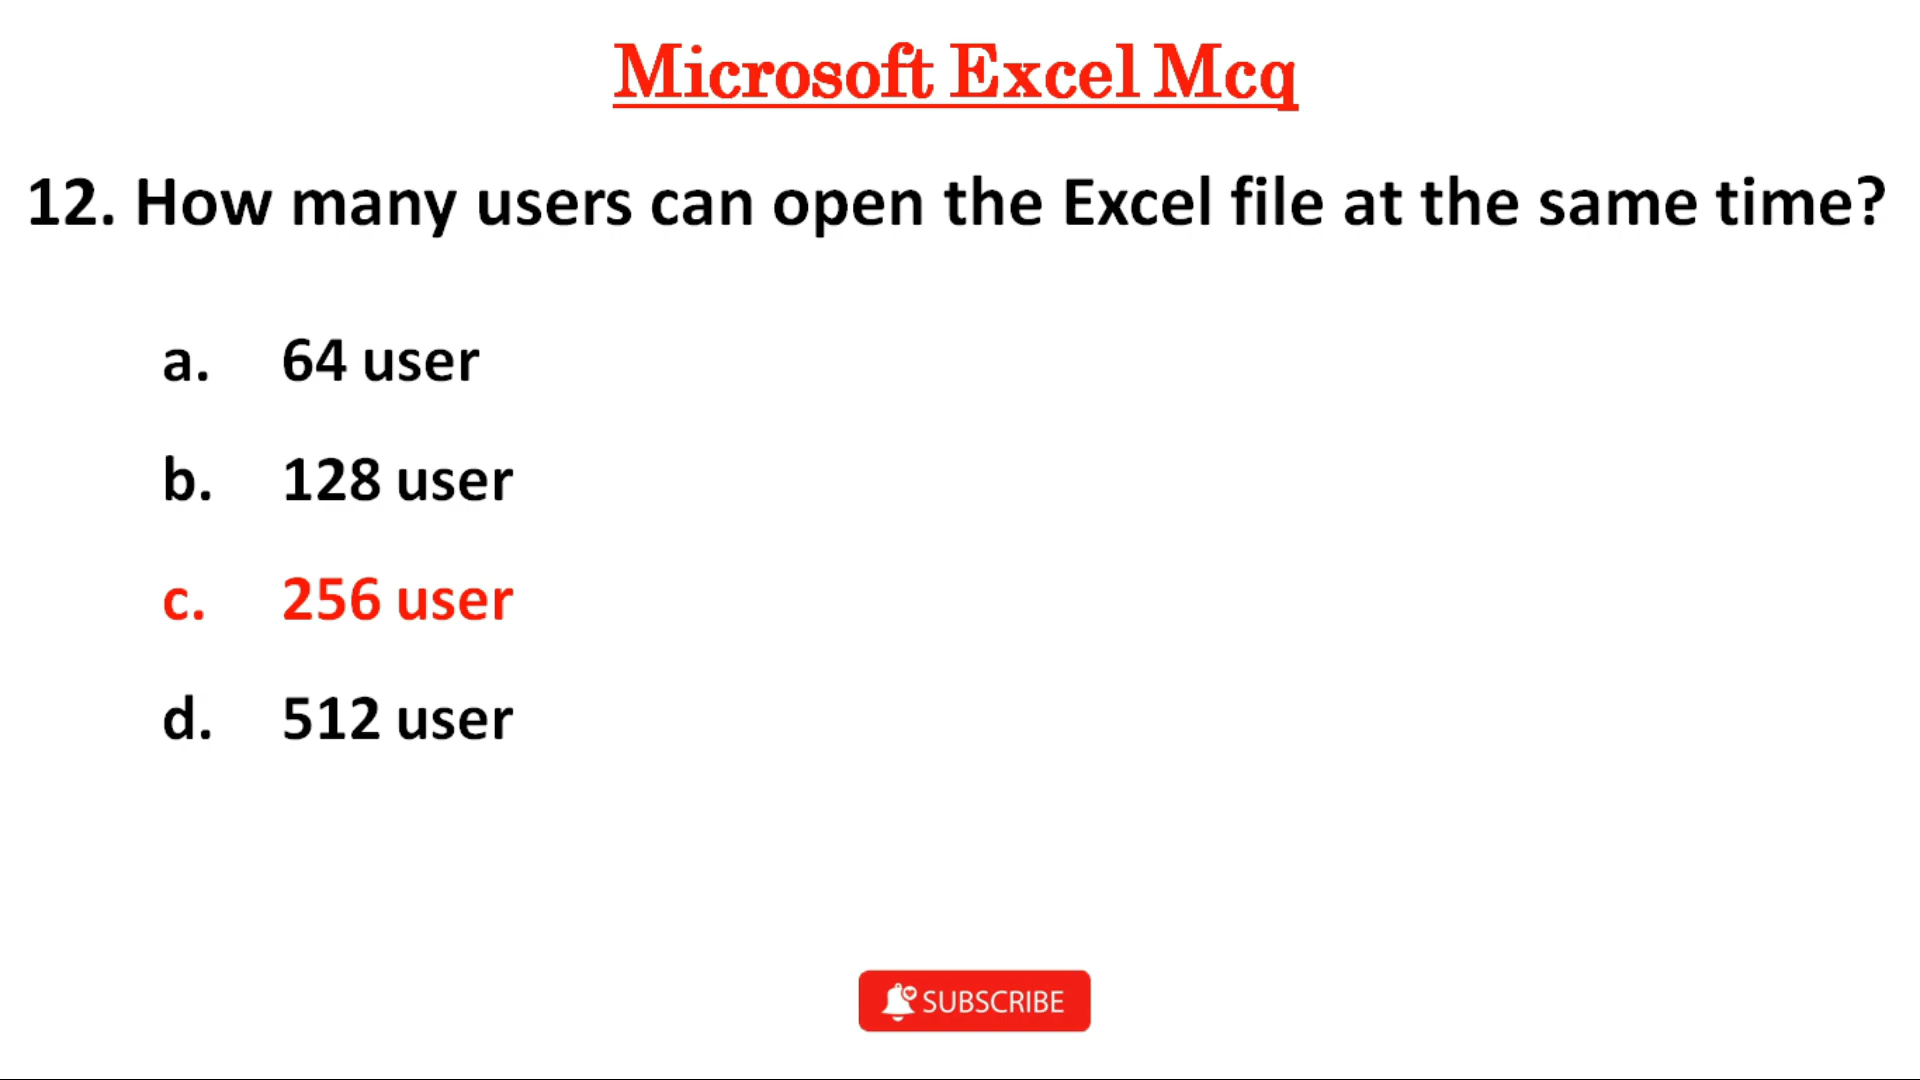 Microsoft Excel Mcq
12. How many users can open the Excel file at the same time?
a. 64 user
b. 128 user
c. 256 user
d. 512 user
SUBSCRIBE